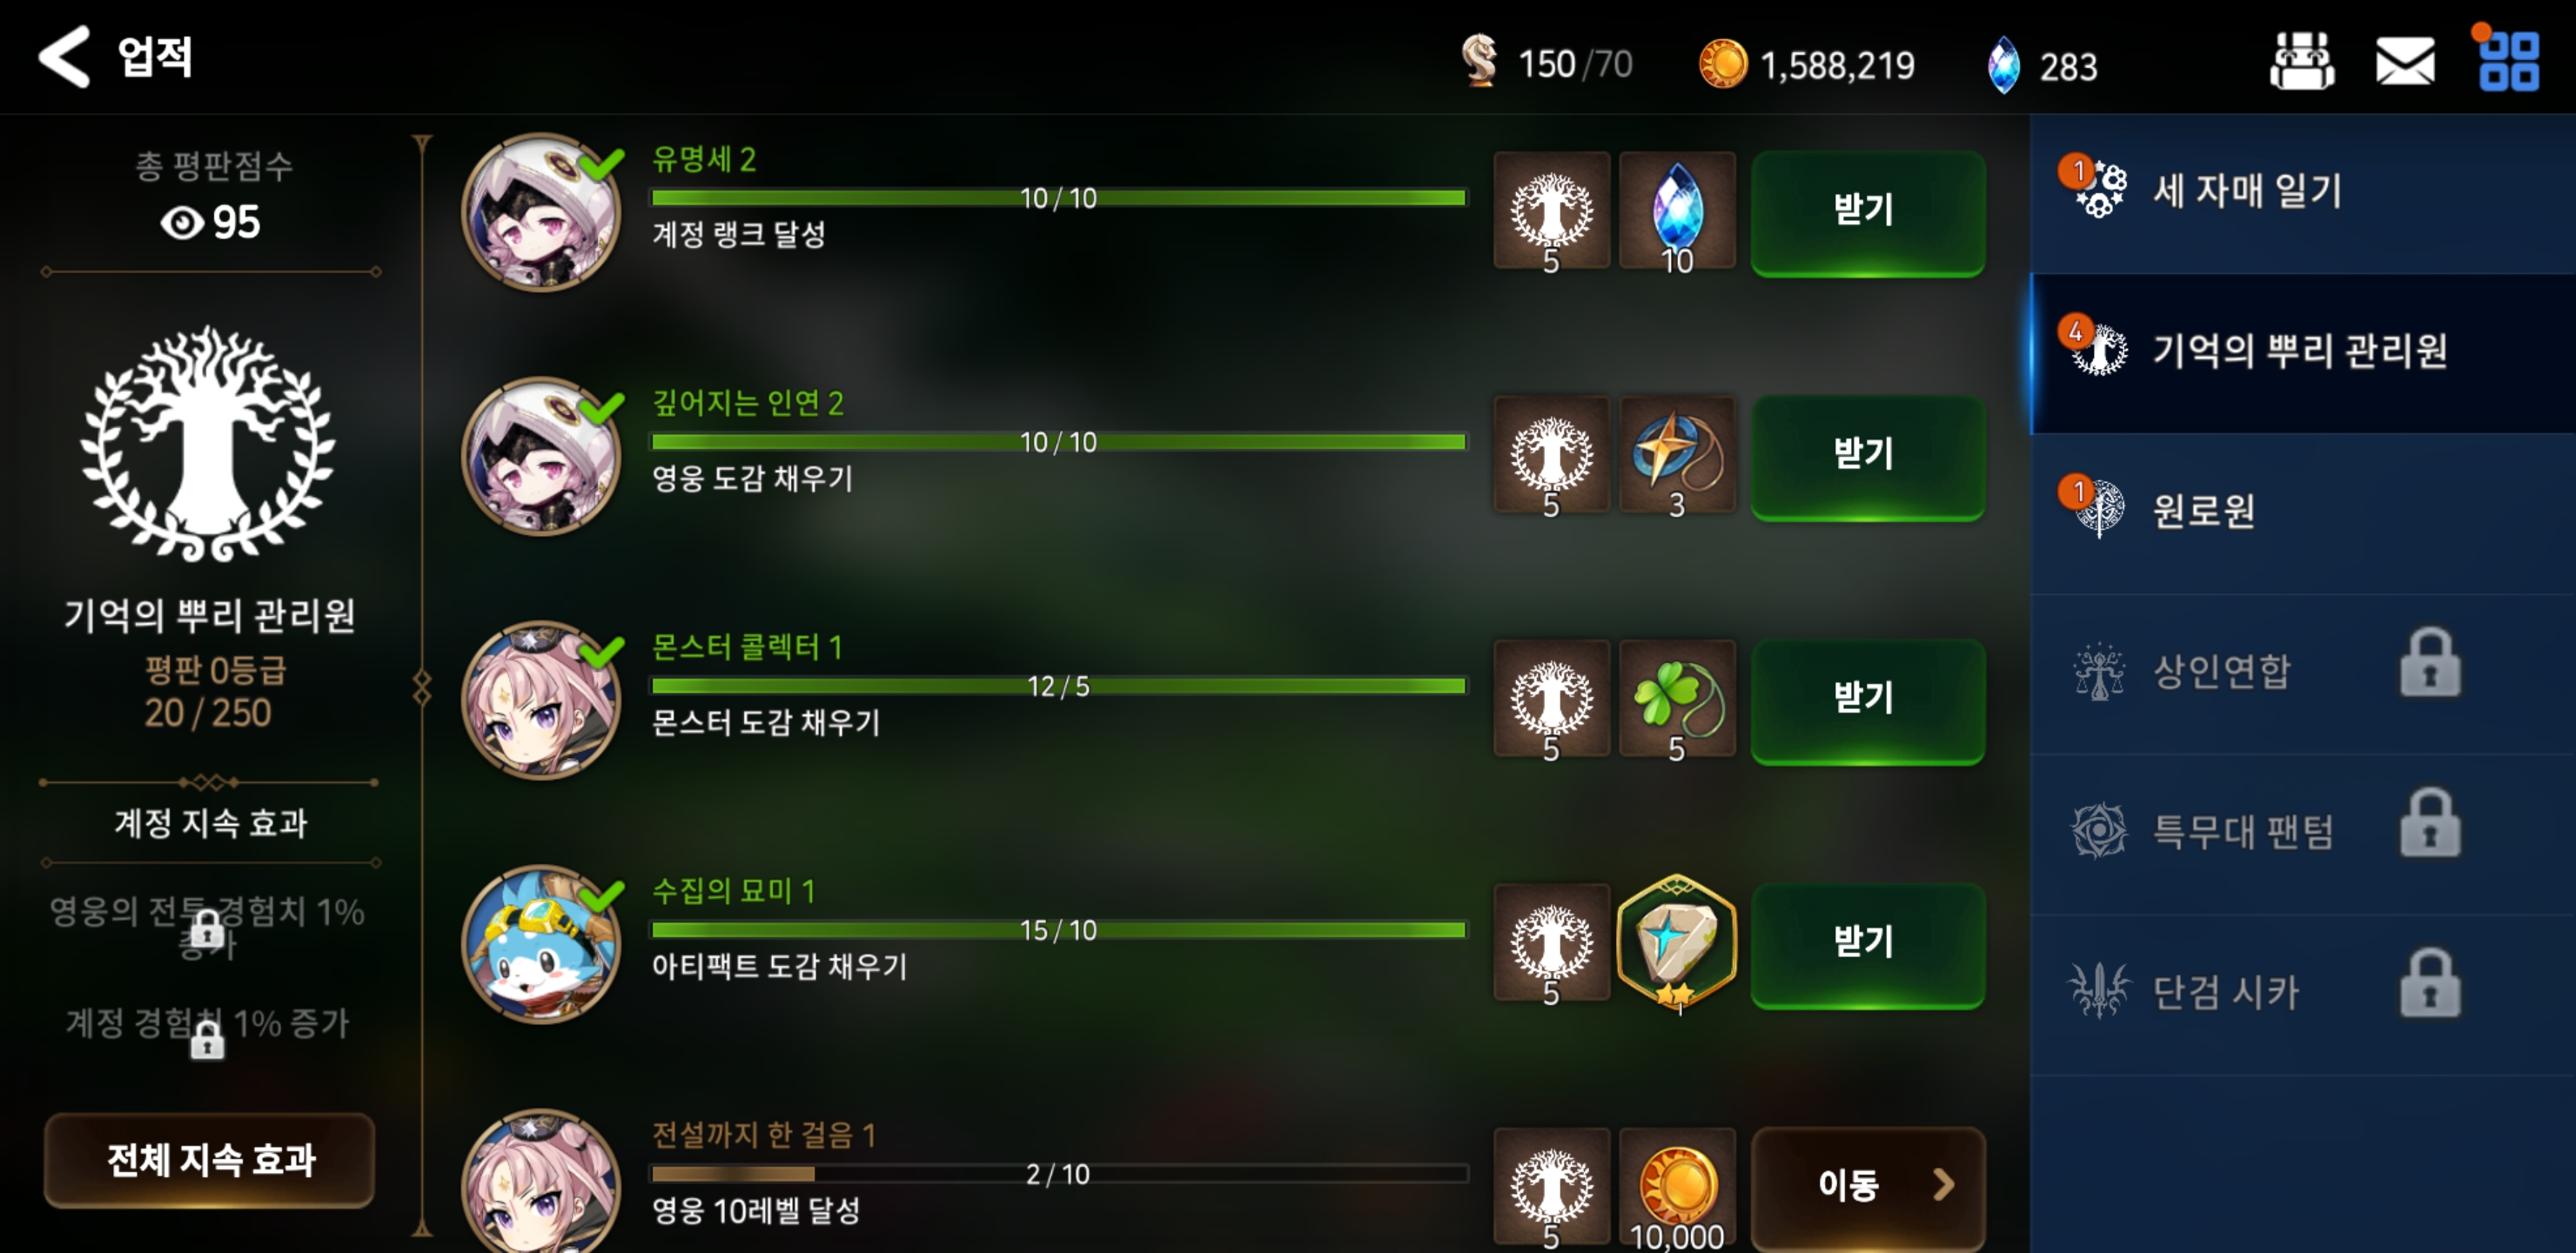 업적
150/70
1,588,219
283
총 평판점수
95
기억의 뿌리 관리원
평판 0등급
20 / 250
계정 지속 효과
영웅의 전투 경험치 1%
증가
계정 경험치 1% 증가
전체 지속 효과
유명세 2
10/10
계정 랭크 달성
5
10
받기
깊어지는 인연 2
10/10
영웅 도감 채우기
5
3
받기
몬스터 콜렉터 1
12/5
몬스터 도감 채우기
5
5
받기
수집의 묘미 1
15/10
아티팩트 도감 채우기
5
1
받기
전설까지 한 걸음 1
2/10
영웅 10레벨 달성
5
10,000
이동
1
세 자매 일기
4
기억의 뿌리 관리원
1
원로원
상인연합
특무대 팬텀
단검 시카